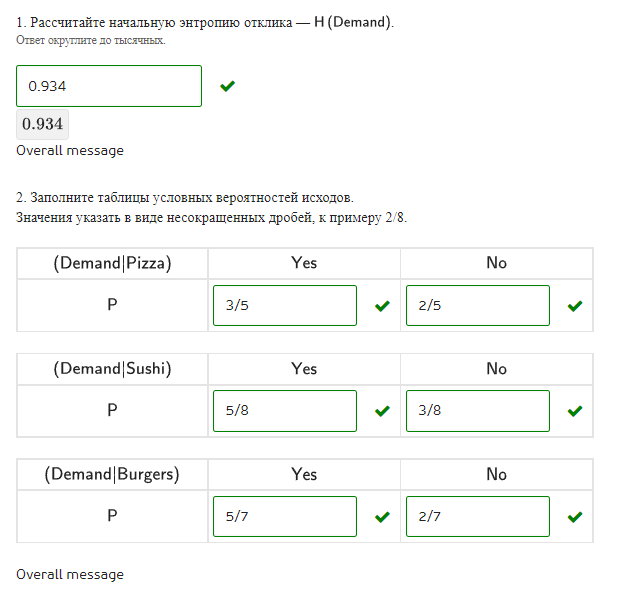 1. Рассчитайте начальную энтропию отклика — H (Demand).
Ответ округлите до тысячных.
0.934
0.934
Overall message
2. Заполните таблицы условных вероятностей исходов.
Значения указать в виде несокращенных дробей, к примеру 2/8.
(Demand|Pizza) Yes No
P 3/5 2/5
(Demand|Sushi) Yes No
P 5/8 3/8
(Demand|Burgers) Yes No
P 5/7 2/7
Overall message